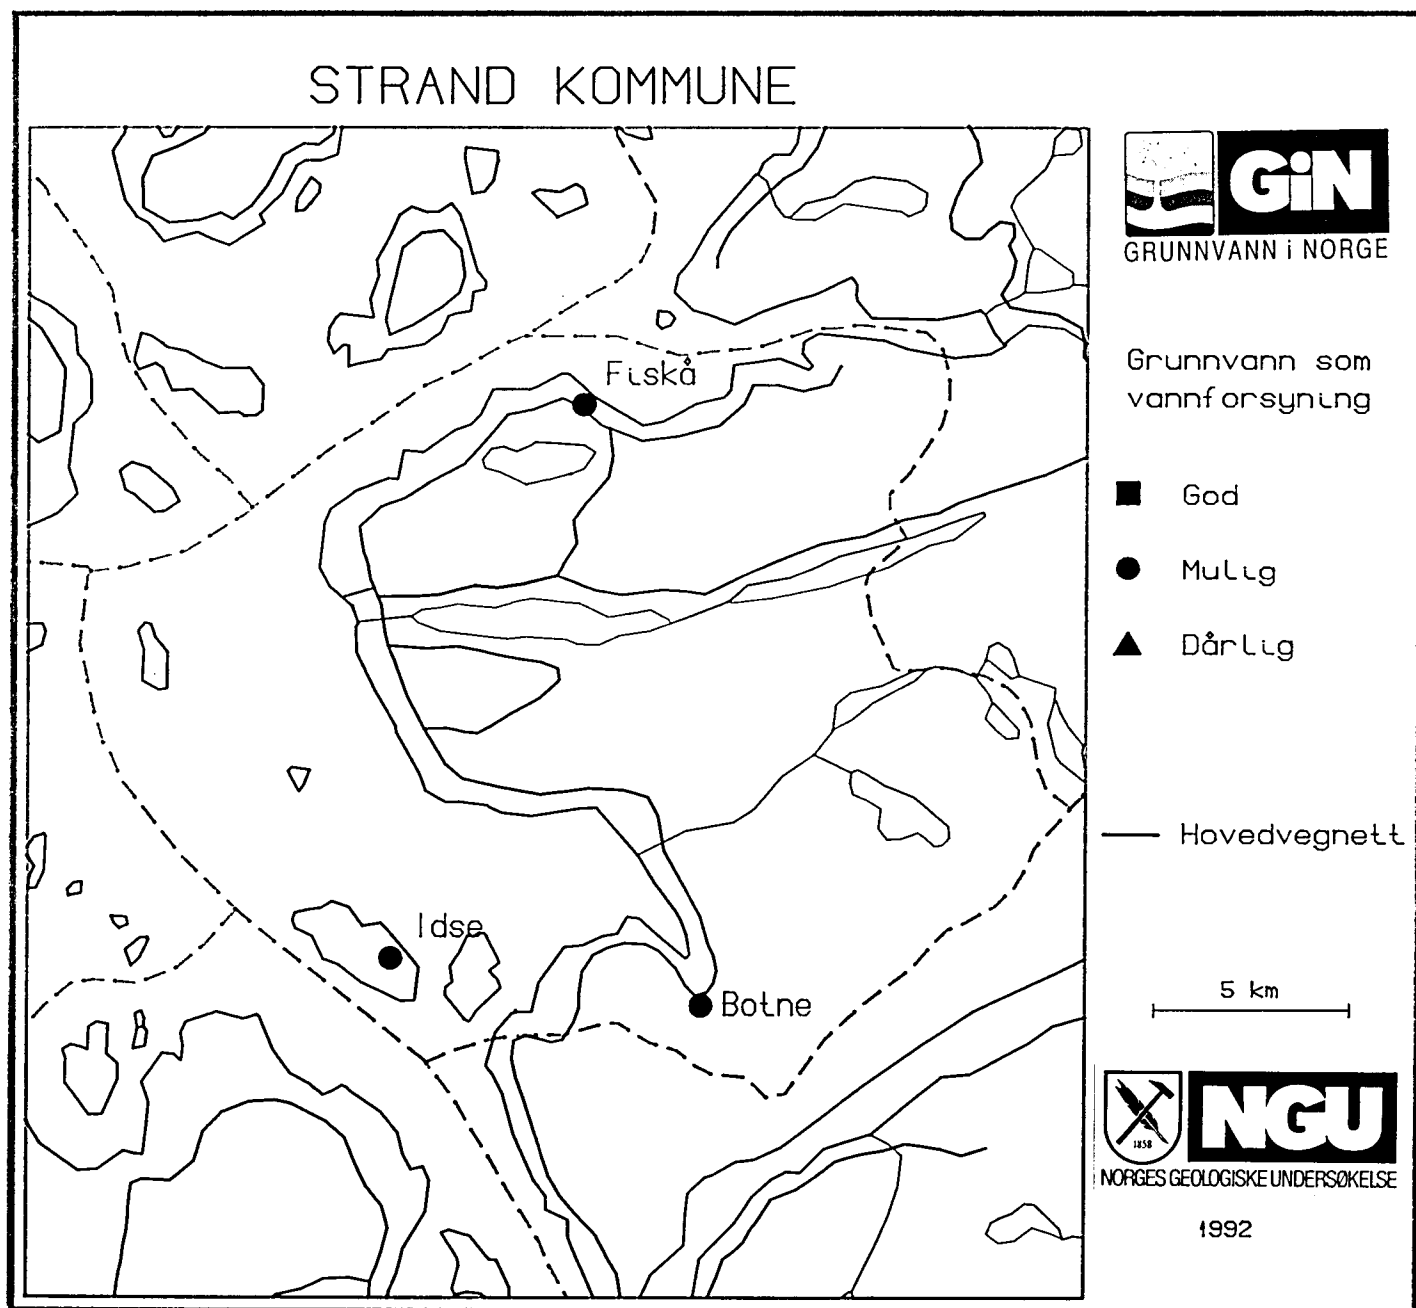 STRAND KOMMUNE
GiN
GRUNNVANN i NORGE
Grunnvann som
vannforsyning
God
Mulig
Dårlig
Hovedvegnett
Fiskå
Idse
Botne
5 km
1858
NGU
NORGES GEOLOGISKE UNDERSØKELSE
1992